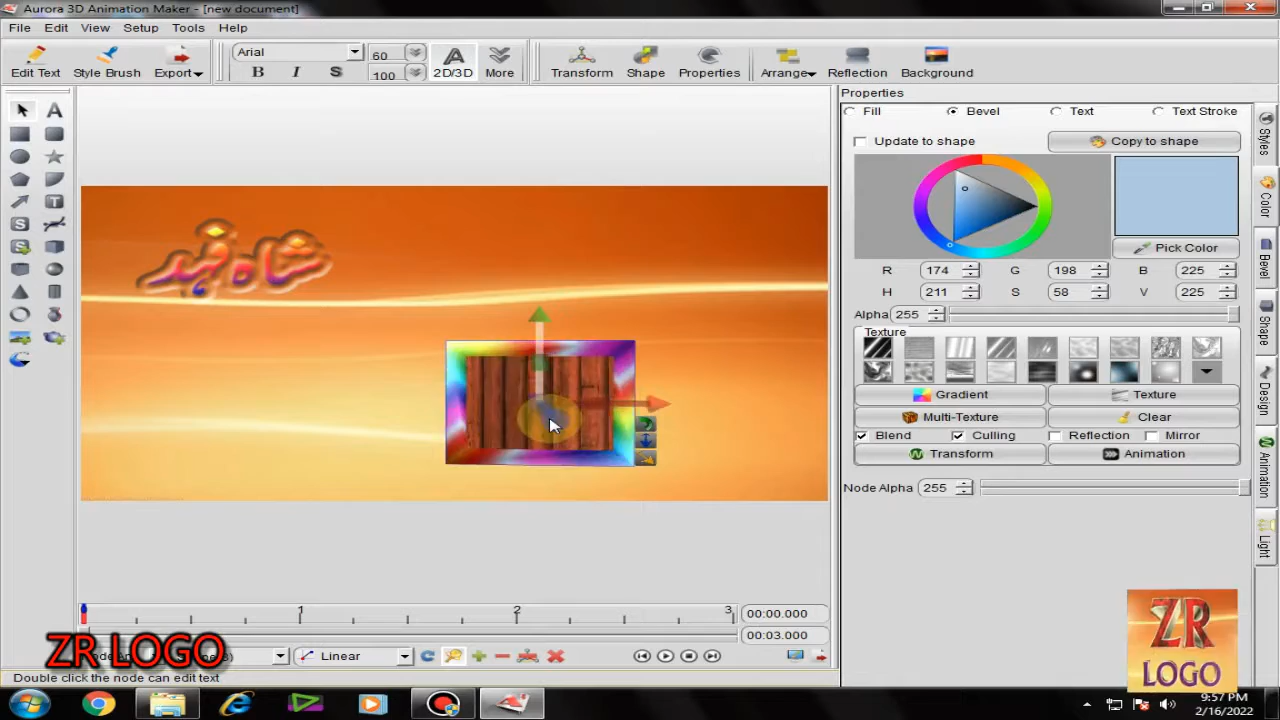 Aurora 3D Animation Maker - [new document]
File Edit View Setup Tools Help
Edit Text Style Brush Export Arial 60 B I S 100 2D/3D More Transform Shape Properties Arrange Reflection Background
Properties
Fill Bevel Text Text Stroke
Update to shape Copy to shape
Pick Color
R 174 G 198 B 225
H 211 S 58 V 225
Alpha 255
Texture
Gradient Texture
Multi-Texture Clear
Blend Culling Reflection Mirror
Transform Animation
Node Alpha 255
Styles
Color
Bevel
Shape
Design
Animation
Light
شاہ فہد
1 2 3 00:00.000
00:03.000
ZR LOGO
Linear
Double click the node can edit text
ZR
LOGO
9:57 PM
2/16/2022